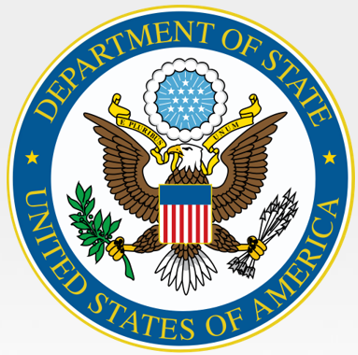 DEPARTMENT OF STATE
E PLURIBUS
UNUM
UNITED STATES OF AMERICA